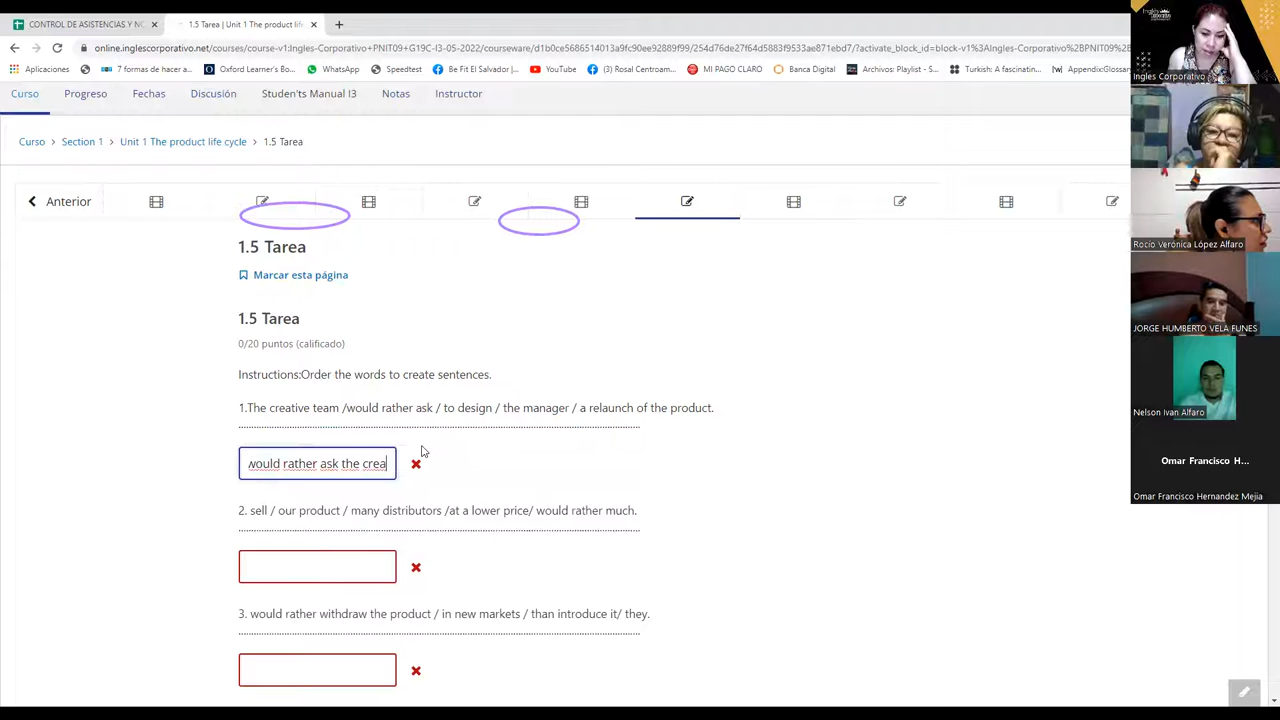 CONTROL DE ASISTENCIAS Y NO
1.5 Tarea | Unit 1 The product life
online.inglescorporativo.net/courses/course-v1:Ingles-Corporativo+PNIT09+G19C-I3-05-2022/courseware/d1b0ce5686514013a9fc90ee92889f99/254d76de27f64d5883f9533ae871ebd7/?activate_block_id=block-v1%3AIngles-Corporativo%2BPNIT09%2BG19C-I3-05-2022%
Aplicaciones
7 formas de hacer a...
Oxford Learner's Bo...
WhatsApp
Speedtest
Be Fit El Salvador |...
YouTube
(3) Rosal Centroam...
MI PAGO CLARO
Banca Digital
Archivos: Playlist - S...
Turkish: A fascinatin...
Appendix:Glossar
Curso
Progreso
Fechas
Discusión
Studen'ts Manual I3
Notas
Instructor
Curso > Section 1 > Unit 1 The product life cycle > 1.5 Tarea
Anterior
1.5 Tarea
Marcar esta página
1.5 Tarea
0/20 puntos (calificado)
Instructions:Order the words to create sentences.
1.The creative team /would rather ask / to design / the manager / a relaunch of the product.
would rather ask the crea
2. sell / our product / many distributors /at a lower price/ would rather much.
3. would rather withdraw the product / in new markets / than introduce it/ they.
Inglés
Corporativo
Ingles Corporativo
Rocío Verónica López Alfaro
JORGE HUMBERTO VELA FUNES
Nelson Ivan Alfaro
Omar Francisco H...
Omar Francisco Hernandez Mejia